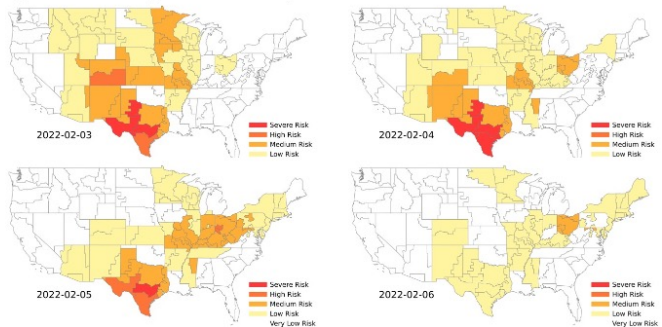 2022-02-03
Severe Risk
High Risk
Medium Risk
Low Risk
2022-02-04
Severe Risk
High Risk
Medium Risk
Low Risk
2022-02-05
Severe Risk
High Risk
Medium Risk
Low Risk
Very Low Risk
2022-02-06
Severe Risk
High Risk
Medium Risk
Low Risk
Very Low Risk